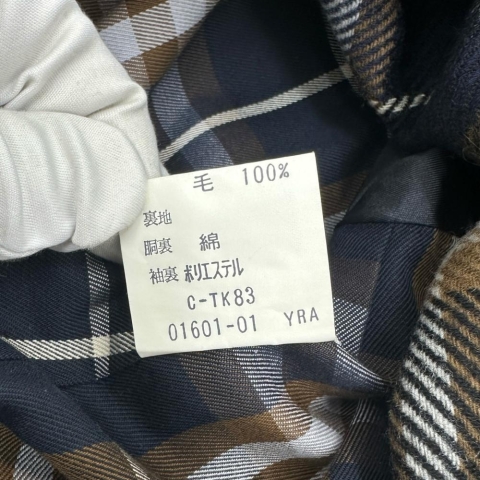 毛 100%
裏地
胴裏 綿
袖裏 ポリエステル
C-TK83
01601-01 YRA